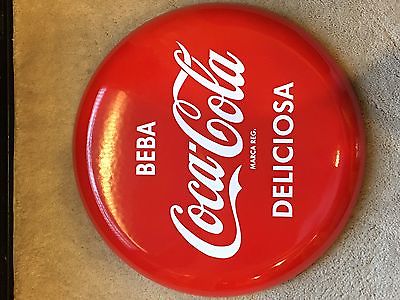 BEBA
Coca-Cola
MARCA REG.
DELICIOSA